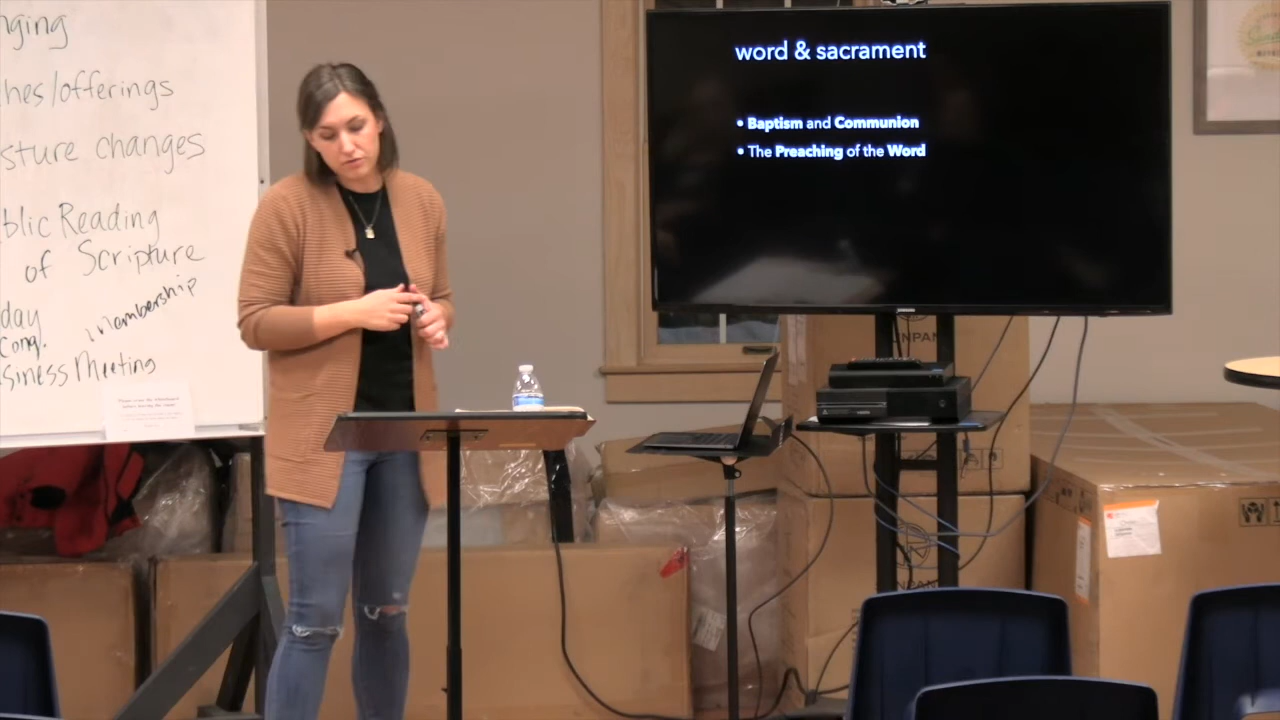 nging
hes/offerings
sture changes
blic Reading
of Scripture
day
Cong.
membership
siness Meeting
word & sacrament
• Baptism and Communion
• The Preaching of the Word